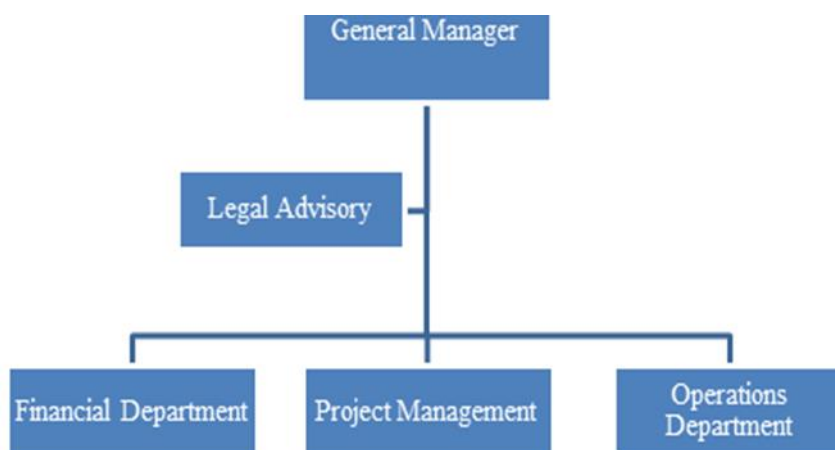 General Manager
Legal Advisory
Financial Department
Project Management
Operations
Department